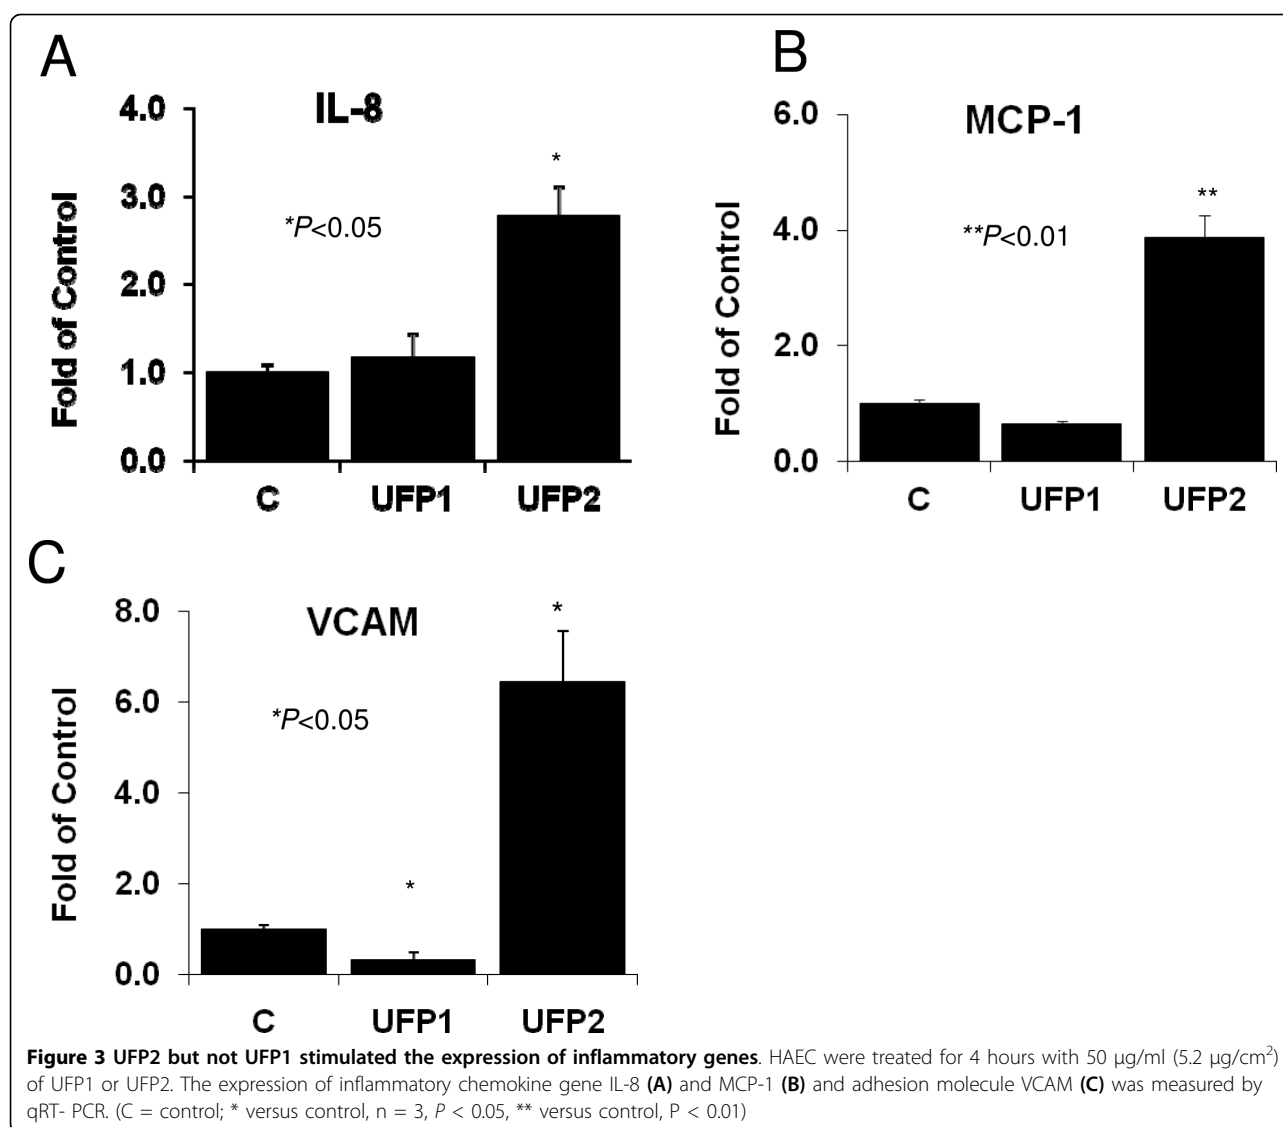 A
IL-8
4.0
3.0
2.0
1.0
0.0
Fold of Control
*
*P<0.05
C UFP1 UFP2
B
MCP-1
6.0
4.0
2.0
0.0
Fold of Control
**
**P<0.01
C UFP1 UFP2
C
VCAM
8.0
6.0
4.0
2.0
0.0
Fold of Control
*
*P<0.05
*
C UFP1 UFP2
Figure 3 UFP2 but not UFP1 stimulated the expression of inflammatory genes. HAEC were treated for 4 hours with 50 μg/ml (5.2 μg/cm²)
of UFP1 or UFP2. The expression of inflammatory chemokine gene IL-8 (A) and MCP-1 (B) and adhesion molecule VCAM (C) was measured by
qRT- PCR. (C = control; * versus control, n = 3, P < 0.05, ** versus control, P < 0.01)